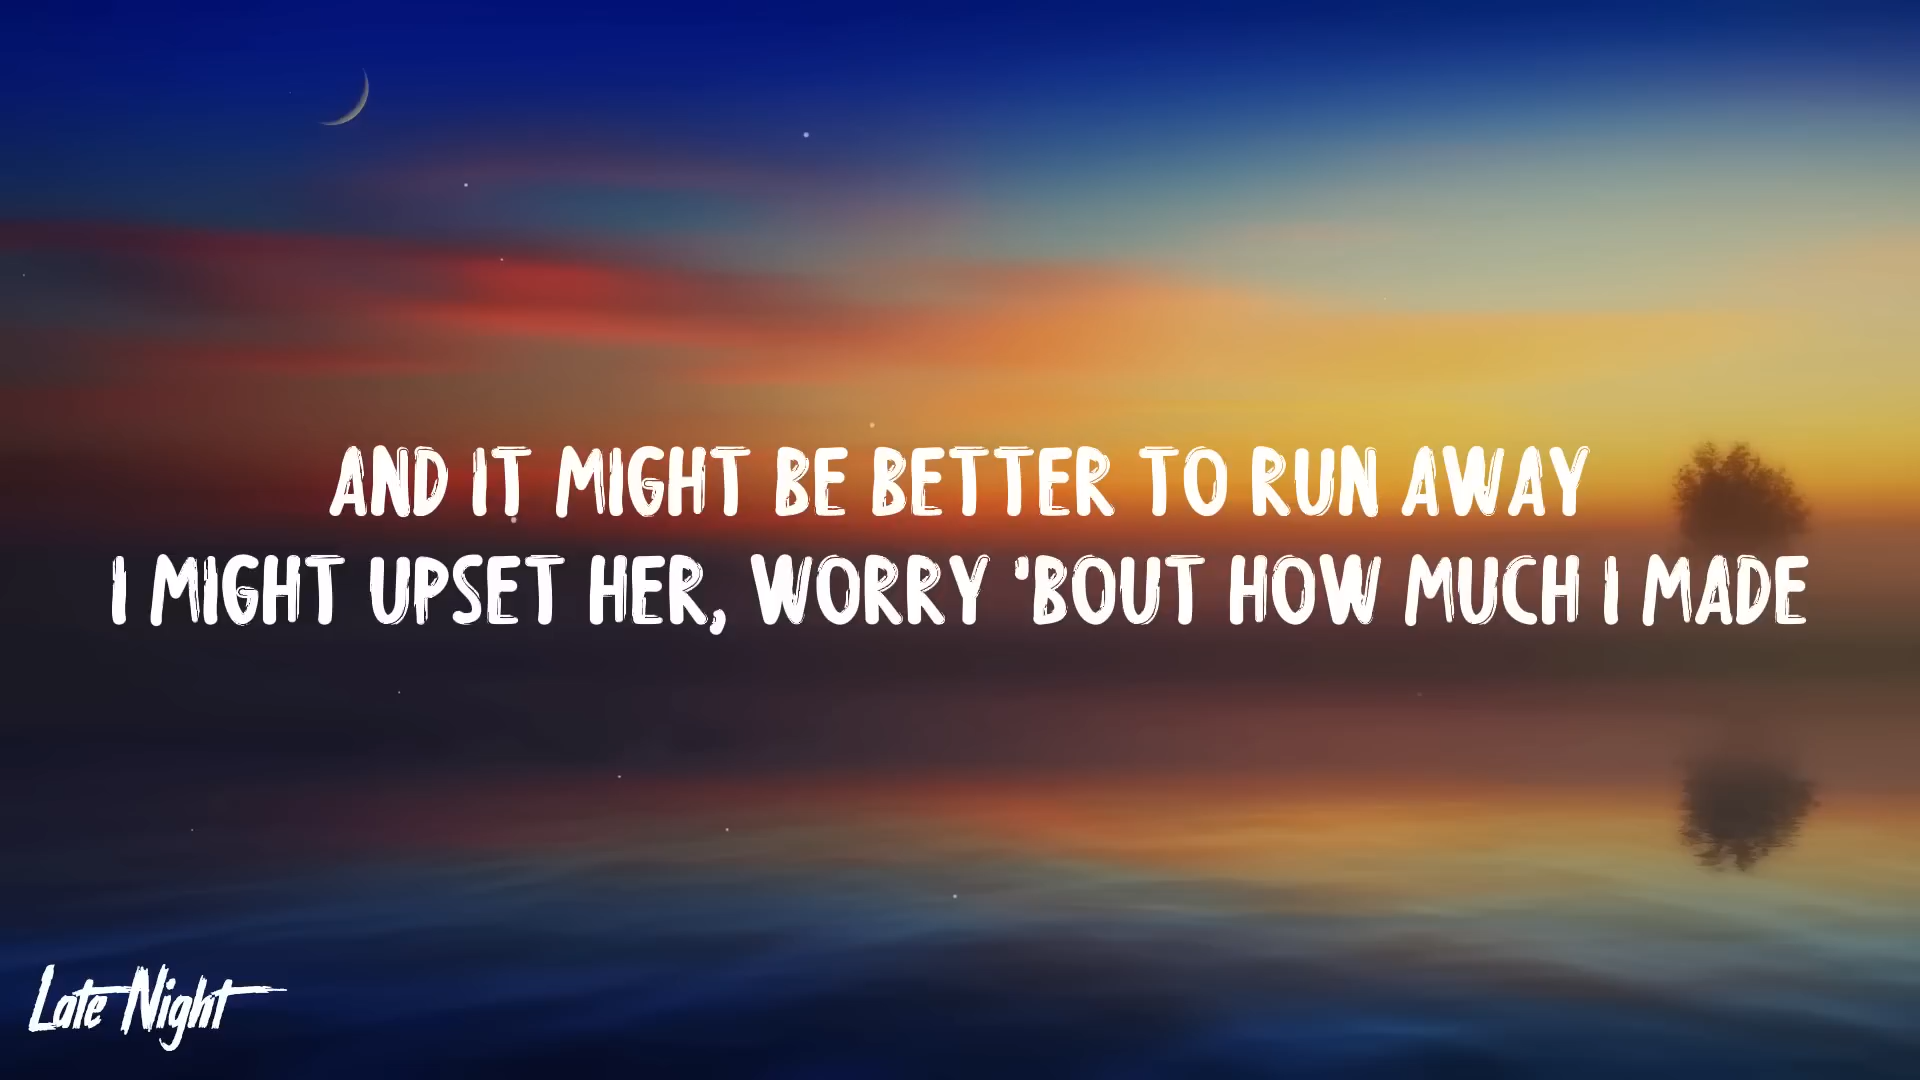 AND IT MIGHT BE BETTER TO RUN AWAY
I MIGHT UPSET HER, WORRY 'BOUT HOW MUCH I MADE
Late Night